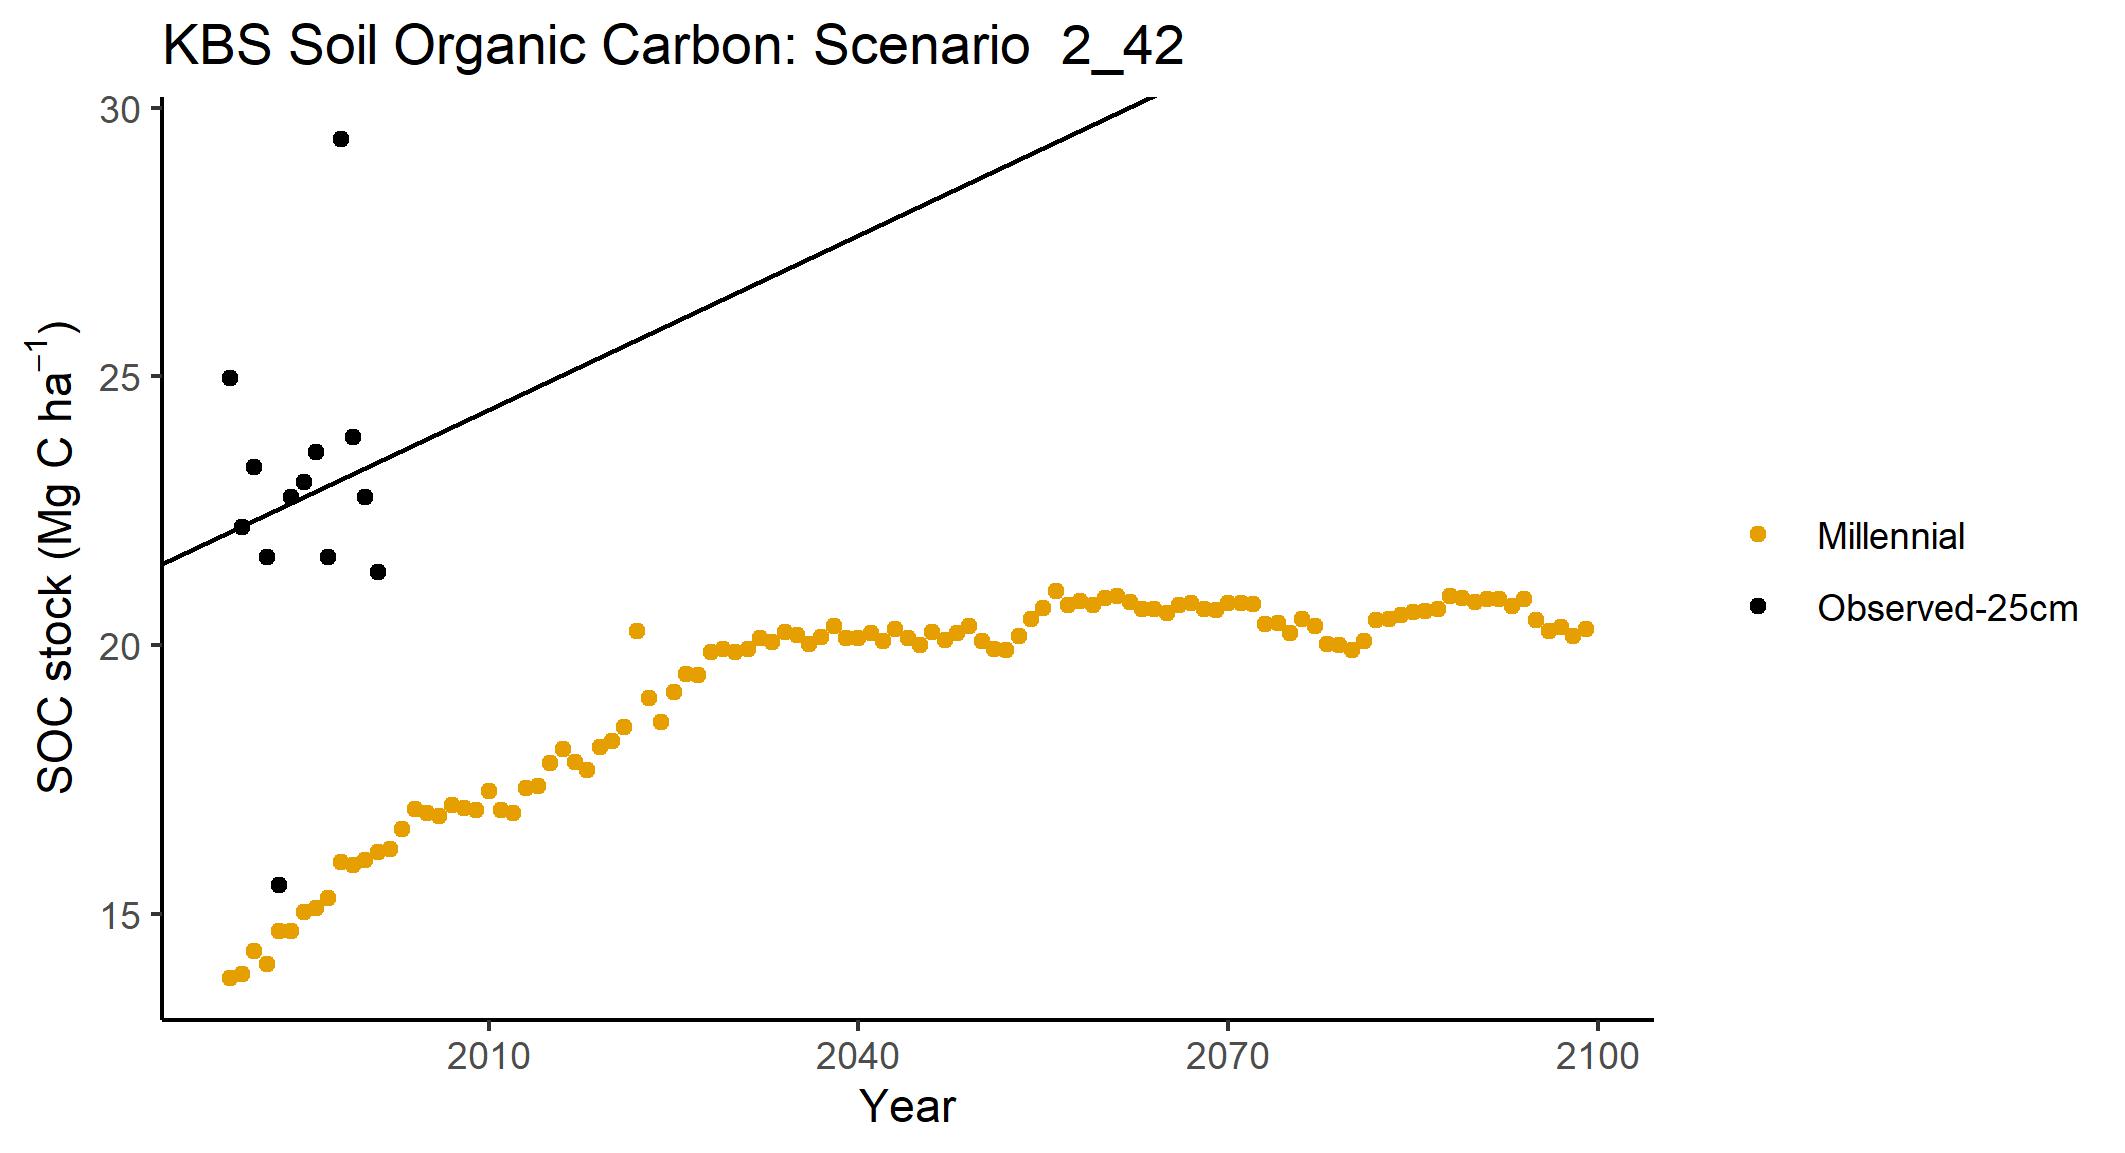 KBS Soil Organic Carbon: Scenario  2_42
SOC stock (Mg C ha⁻¹)
30
25
20
15
2010 2040 2070 2100
Year
Millennial
Observed-25cm